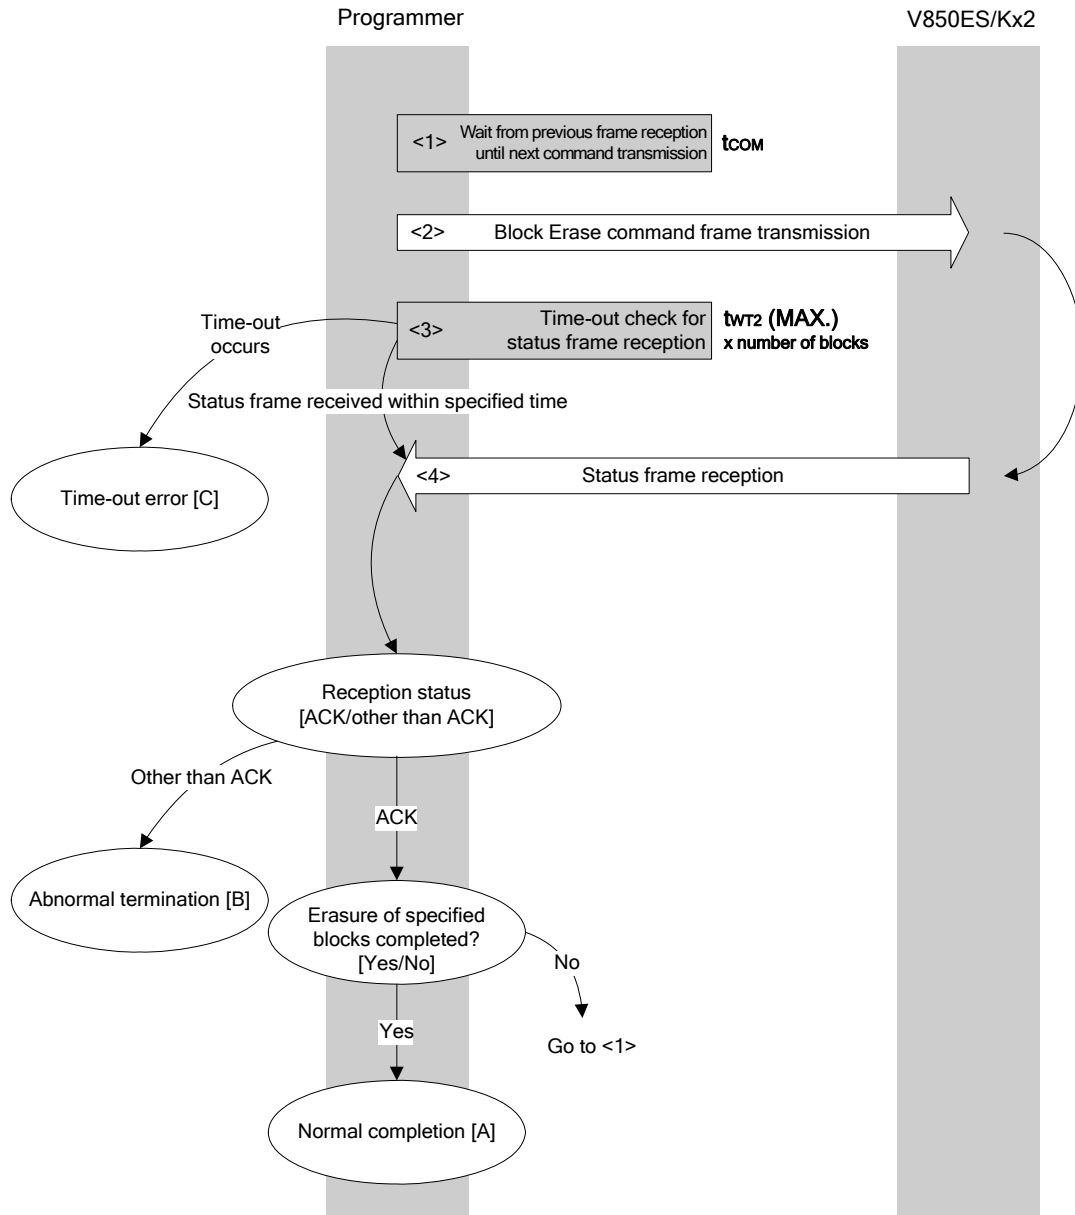 Programmer
V850ES/Kx2
<1>
Wait from previous frame reception
until next command transmission
tCOM
<2>
Block Erase command frame transmission
Time-out
occurs
<3>
Time-out check for
status frame reception
tWT2 (MAX.)
x number of blocks
Status frame received within specified time
<4>
Status frame reception
Time-out error [C]
Reception status
[ACK/other than ACK]
Other than ACK
ACK
Abnormal termination [B]
Erasure of specified
blocks completed?
[Yes/No]
No
Yes
Go to <1>
Normal completion [A]